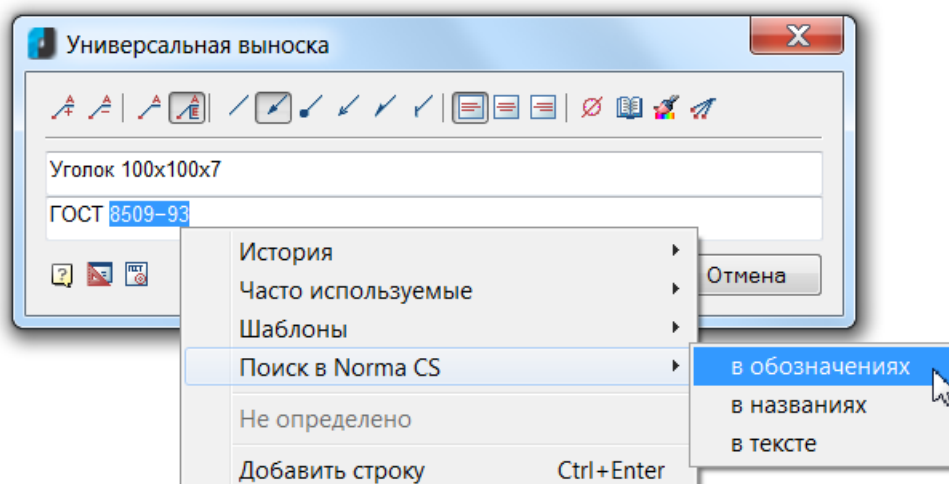 Универсальная выноска
Уголок 100x100x7
ГОСТ 8509-93
История
Часто используемые
Шаблоны
Поиск в Norma CS
Не определено
Добавить строку Ctrl+Enter
Отмена
в обозначениях
в названиях
в тексте